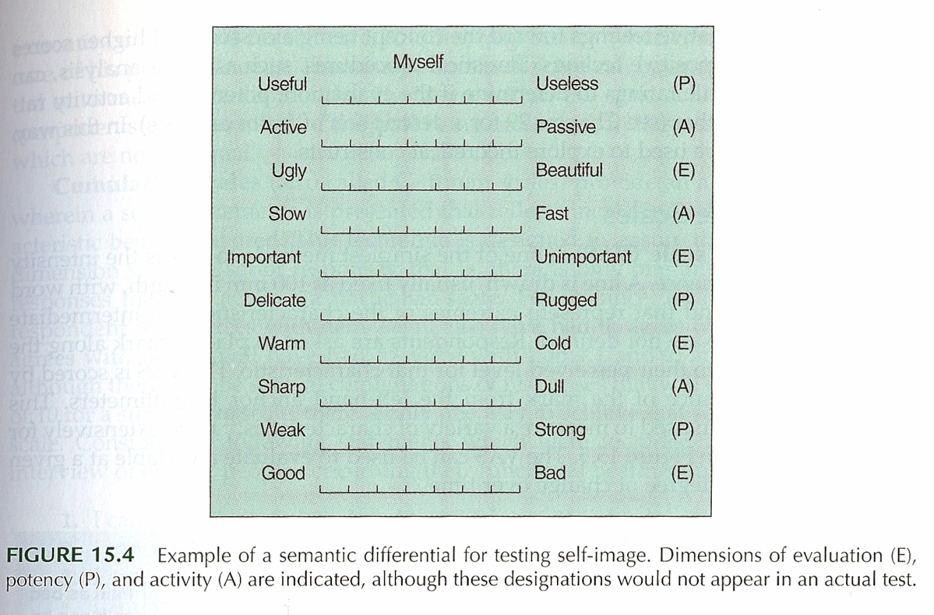 Myself
Useful Useless (P)
Active Passive (A)
Ugly Beautiful (E)
Slow Fast (A)
Important Unimportant (E)
Delicate Rugged (P)
Warm Cold (E)
Sharp Dull (A)
Weak Strong (P)
Good Bad (E)
FIGURE 15.4 Example of a semantic differential for testing self-image. Dimensions of evaluation (E),
potency (P), and activity (A) are indicated, although these designations would not appear in an actual test.